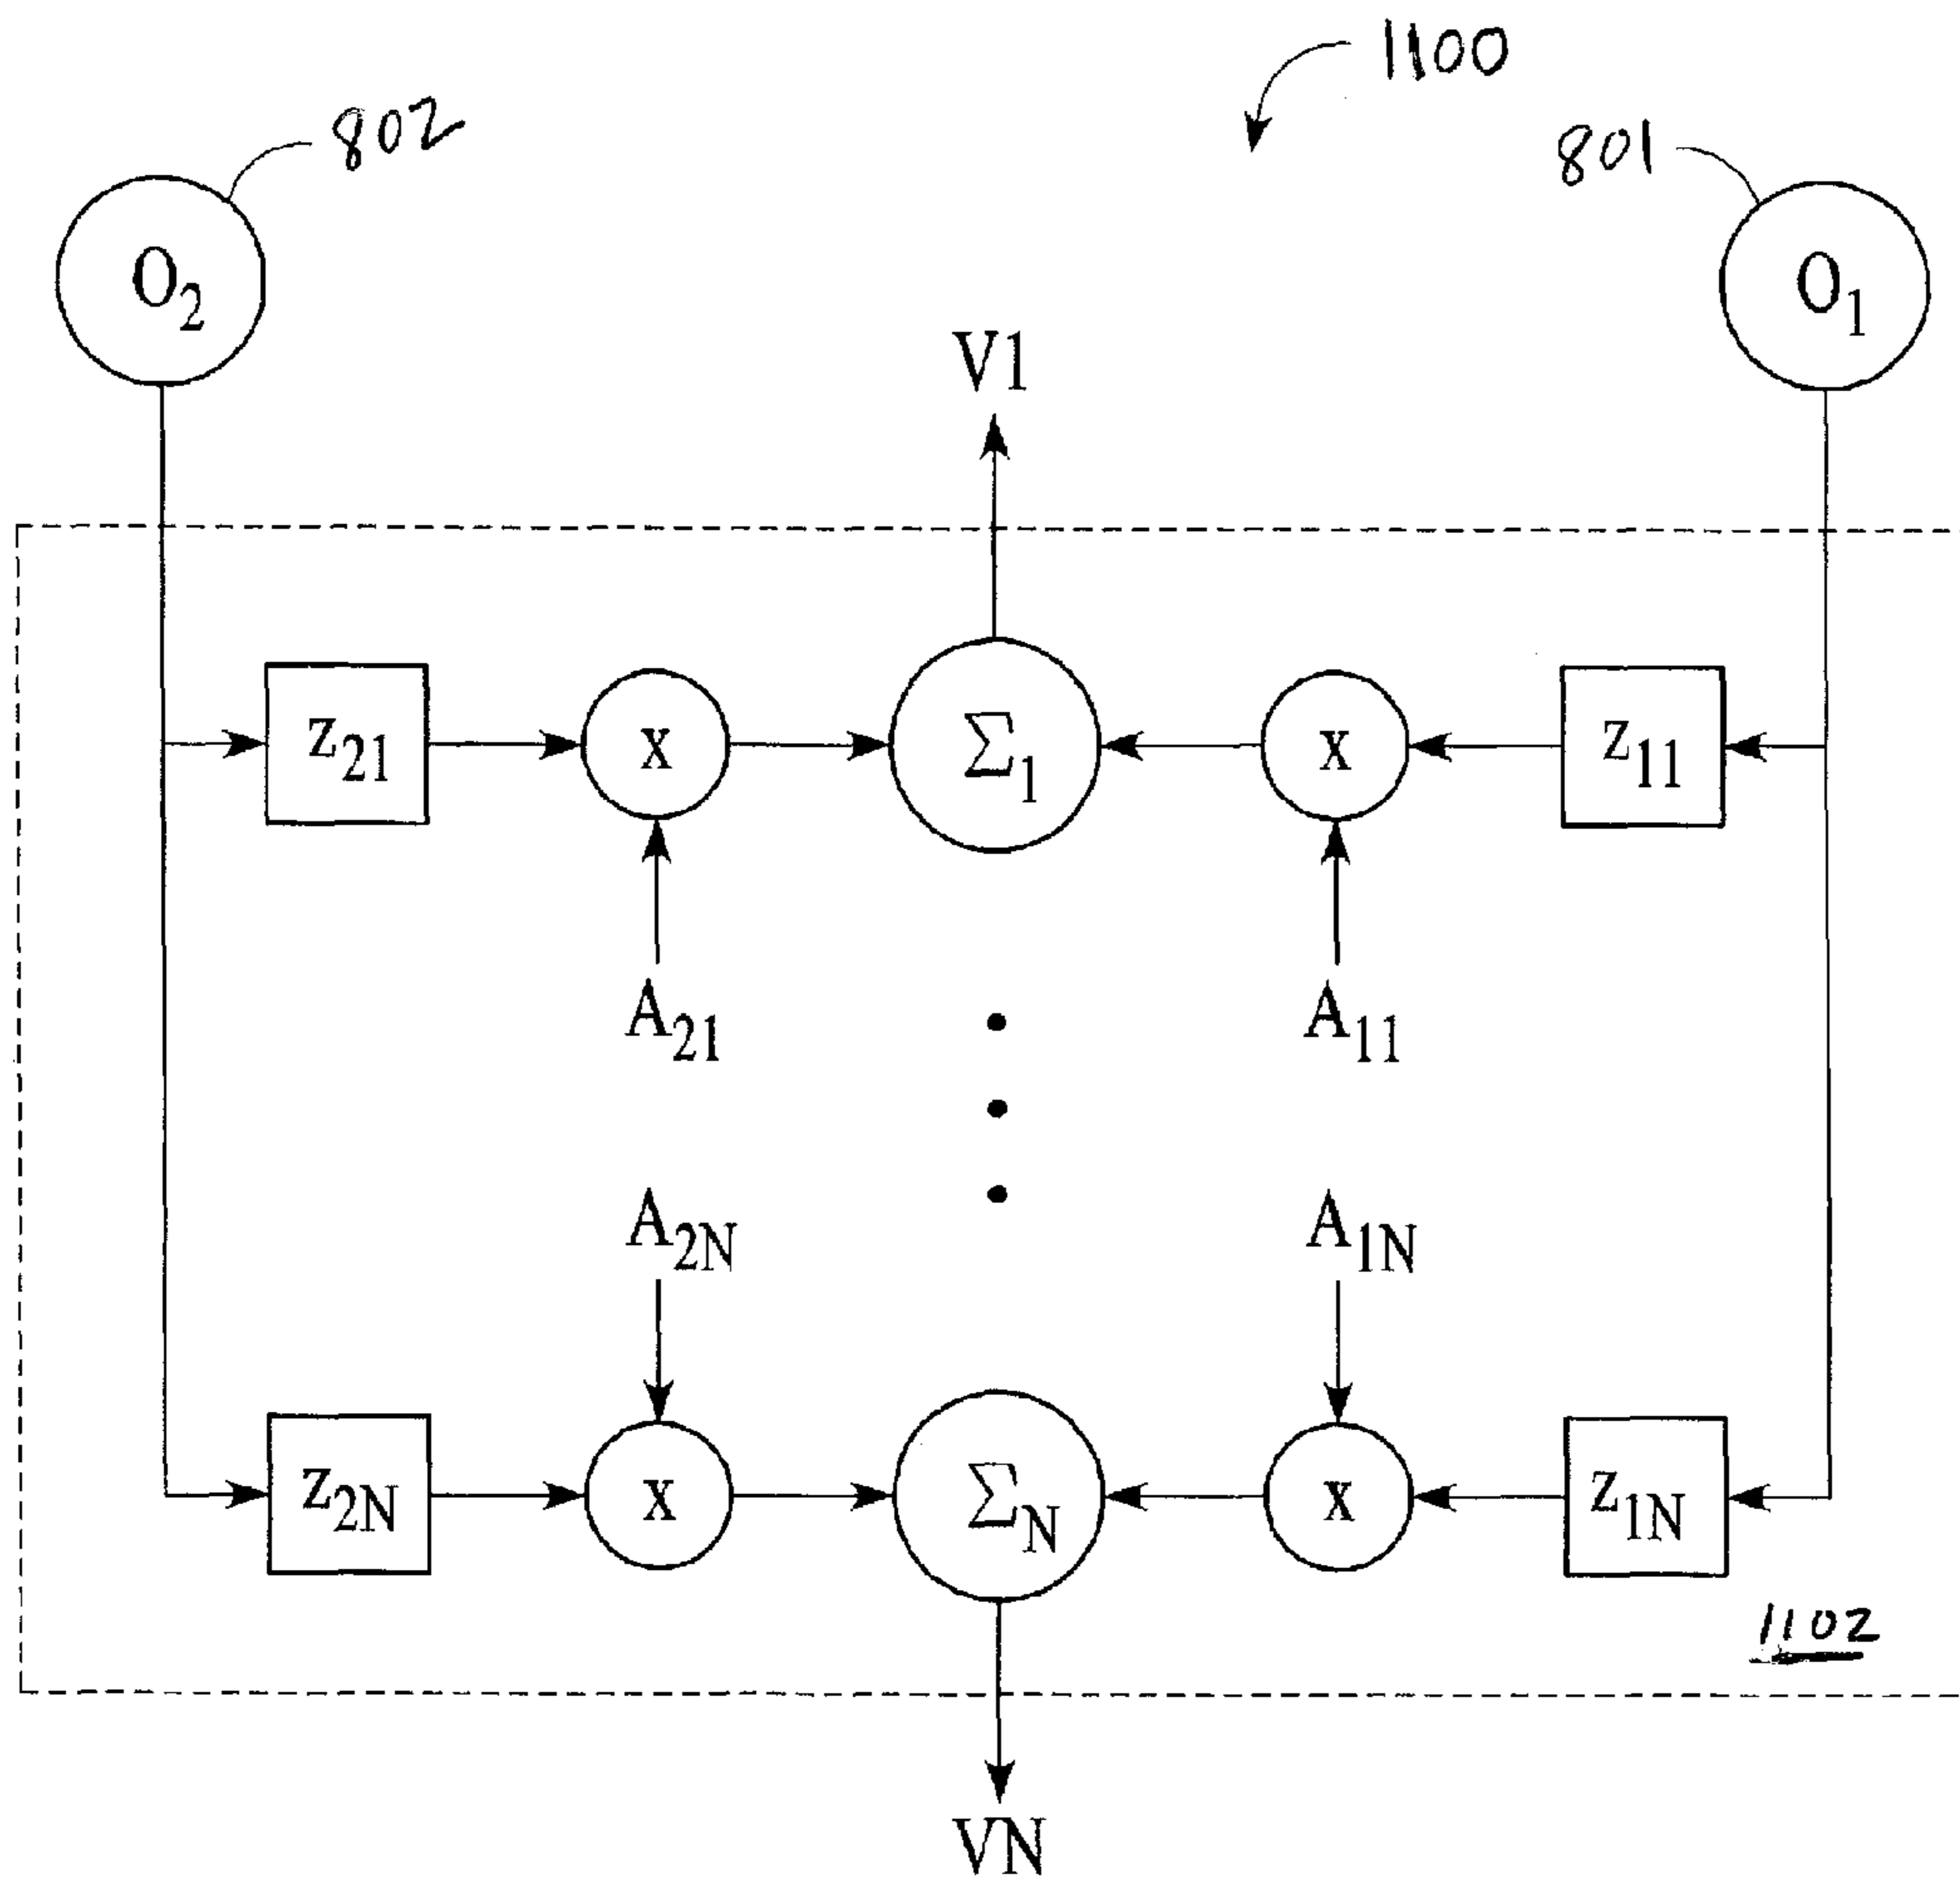 1100
802
801
O₂
O₁
V1
z₂₁
x
Σ₁
x
z₁₁
A₂₁
A₁₁
A₂N
A₁N
z₂N
x
ΣN
x
z₁N
1102
VN